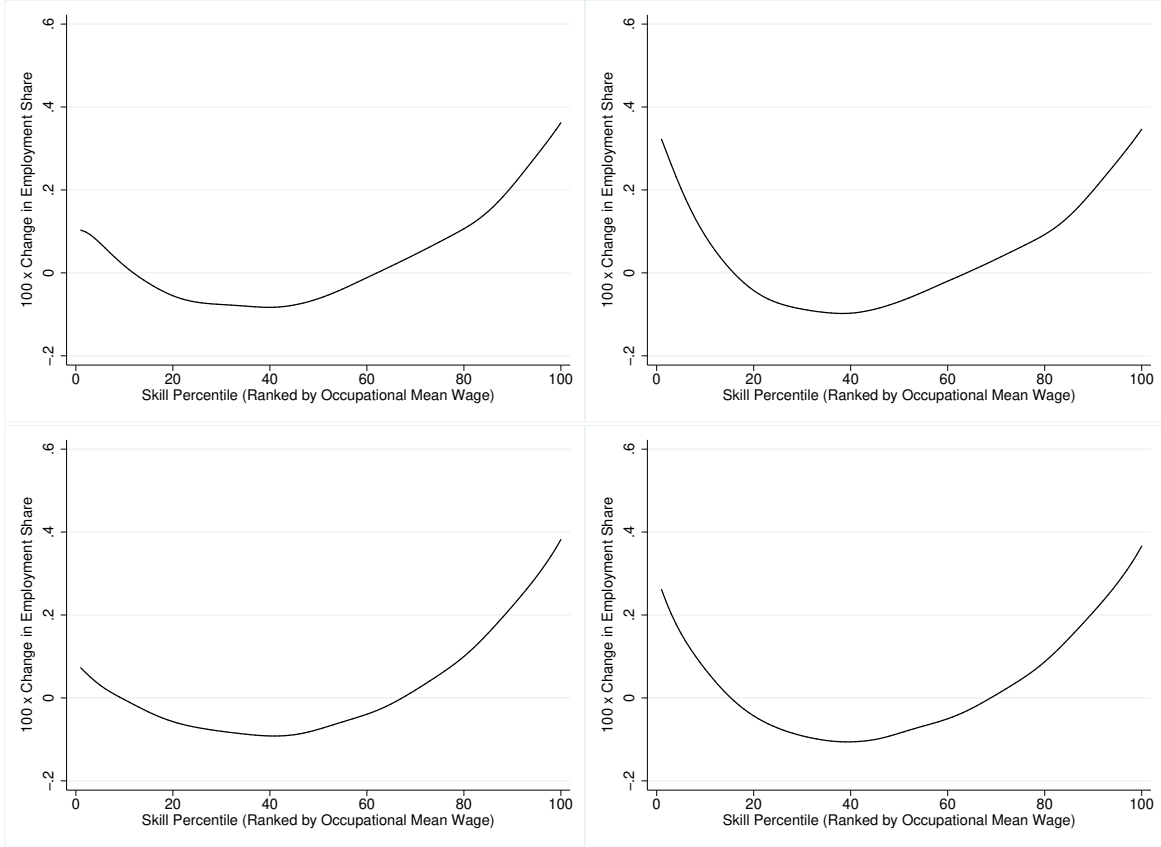 .6
.4
.2
0
−.2
100 x Change in Employment Share
0 20 40 60 80 100
Skill Percentile (Ranked by Occupational Mean Wage)
.6
.4
.2
0
−.2
100 x Change in Employment Share
0 20 40 60 80 100
Skill Percentile (Ranked by Occupational Mean Wage)
.6
.4
.2
0
−.2
100 x Change in Employment Share
0 20 40 60 80 100
Skill Percentile (Ranked by Occupational Mean Wage)
.6
.4
.2
0
−.2
100 x Change in Employment Share
0 20 40 60 80 100
Skill Percentile (Ranked by Occupational Mean Wage)